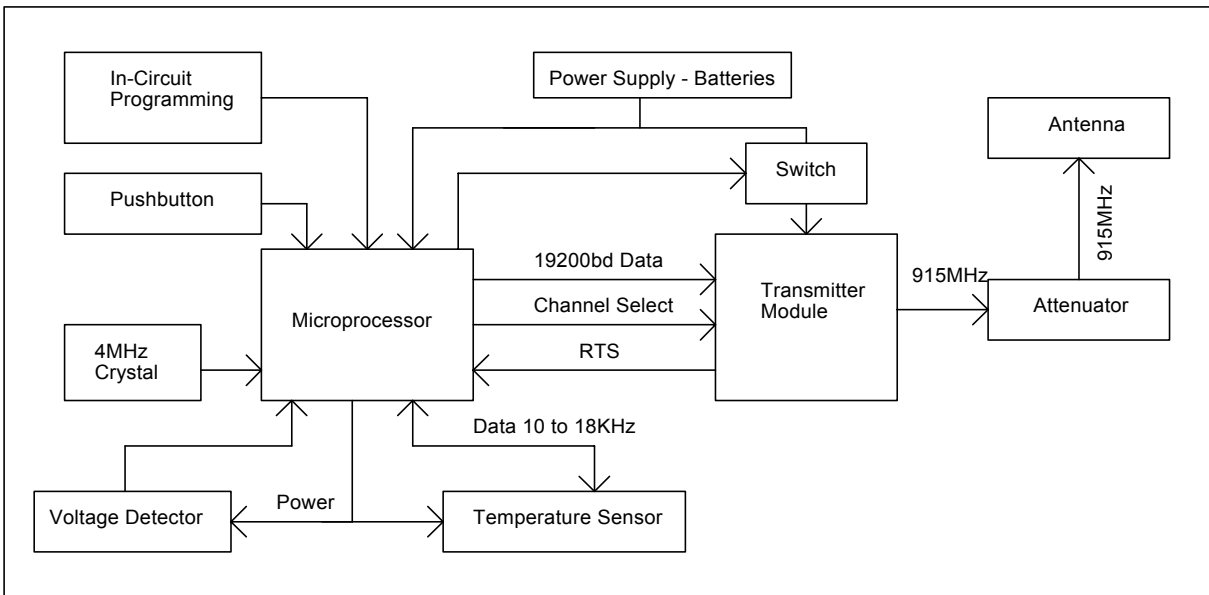 In-Circuit
Programming
Power Supply - Batteries
Antenna
Switch
Pushbutton
915MHz
19200bd Data
915MHz
Transmitter
Module
Channel Select
Attenuator
Microprocessor
RTS
4MHz
Crystal
Data 10 to 18KHz
Power
Voltage Detector
Temperature Sensor